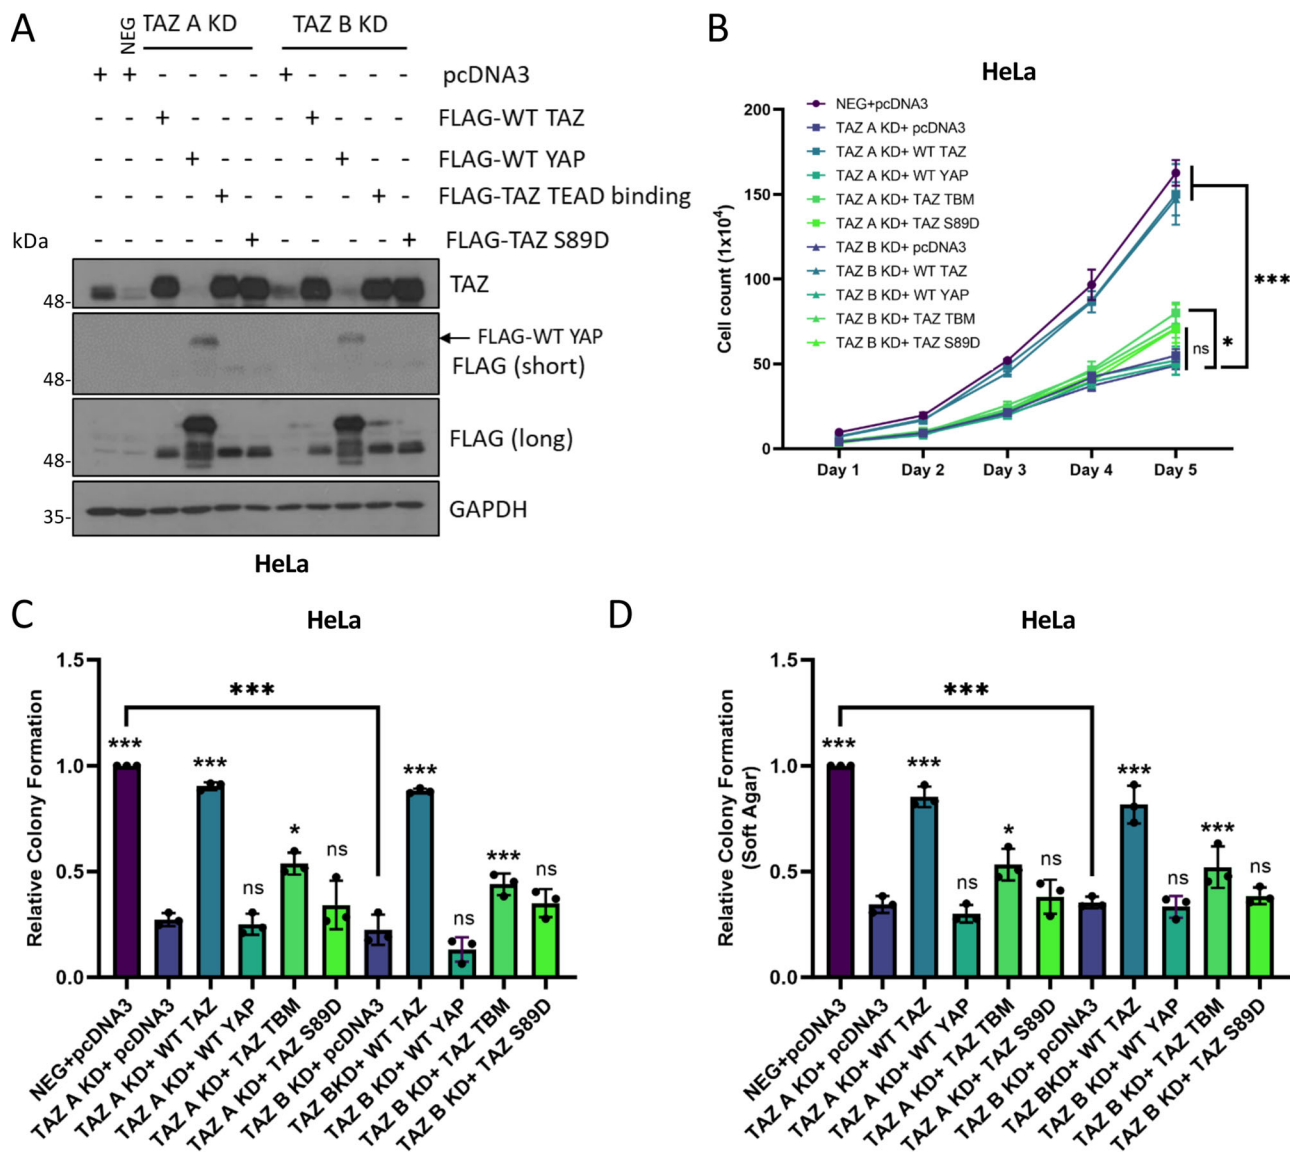 A
NEG
TAZ A KD
TAZ B KD
+ + - - - - + - - - - pcDNA3
- - + - - - - + - - - FLAG-WT TAZ
- - - + - - - - + - - FLAG-WT YAP
- - - - + - - - - + - FLAG-TAZ TEAD binding
kDa
- - - - - + - - - - + FLAG-TAZ S89D
48-
TAZ
FLAG-WT YAP
48-
FLAG (short)
48-
FLAG (long)
35-
GAPDH
HeLa
B
HeLa
Cell count (1x10⁴)
200
150
100
50
0
NEG+pcDNA3
TAZ A KD+ pcDNA3
TAZ A KD+ WT TAZ
TAZ A KD+ WT YAP
TAZ A KD+ TAZ TBM
TAZ A KD+ TAZ S89D
TAZ B KD+ pcDNA3
TAZ B KD+ WT TAZ
TAZ B KD+ WT YAP
TAZ B KD+ TAZ TBM
TAZ B KD+ TAZ S89D
***
ns
*
Day 1 Day 2 Day 3 Day 4 Day 5
C
HeLa
Relative Colony Formation
1.5
1.0
0.5
0.0
***
***
***
ns
*
ns
***
ns
***
ns
NEG+pcDNA3
TAZ A KD+ pcDNA3
TAZ A KD+ WT TAZ
TAZ A KD+ WT YAP
TAZ A KD+ TAZ TBM
TAZ A KD+ TAZ S89D
TAZ B KD+ pcDNA3
TAZ BKD+ WT TAZ
TAZ B KD+ WT YAP
TAZ B KD+ TAZ TBM
TAZ B KD+ TAZ S89D
D
HeLa
Relative Colony Formation
(Soft Agar)
1.5
1.0
0.5
0.0
***
***
***
ns
*
ns
***
ns
***
ns
NEG+pcDNA3
TAZ A KD+ pcDNA3
TAZ A KD+ WT TAZ
TAZ A KD+ WT YAP
TAZ A KD+ TAZ TBM
TAZ A KD+ TAZ S89D
TAZ B KD+ pcDNA3
TAZ BKD+ WT TAZ
TAZ B KD+ WT YAP
TAZ B KD+ TAZ TBM
TAZ B KD+ TAZ S89D